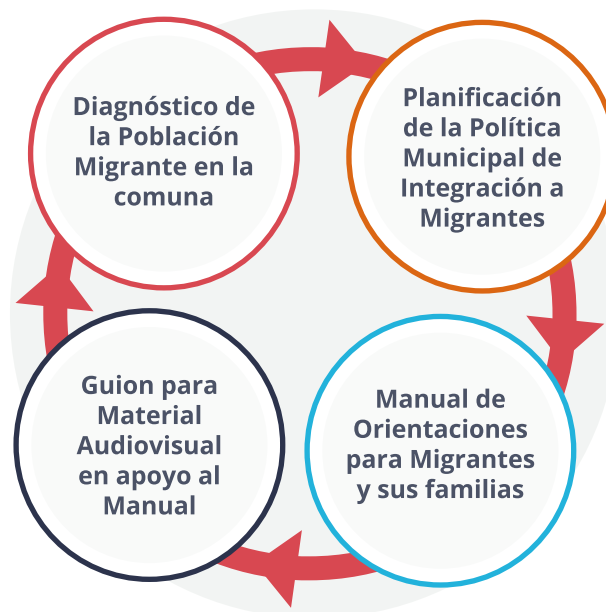 Diagnóstico de
la Población
Migrante en la
comuna
Planificación
de la Política
Municipal de
Integración a
Migrantes
Manual de
Orientaciones
para Migrantes
y sus familias
Guion para
Material
Audiovisual
en apoyo al
Manual